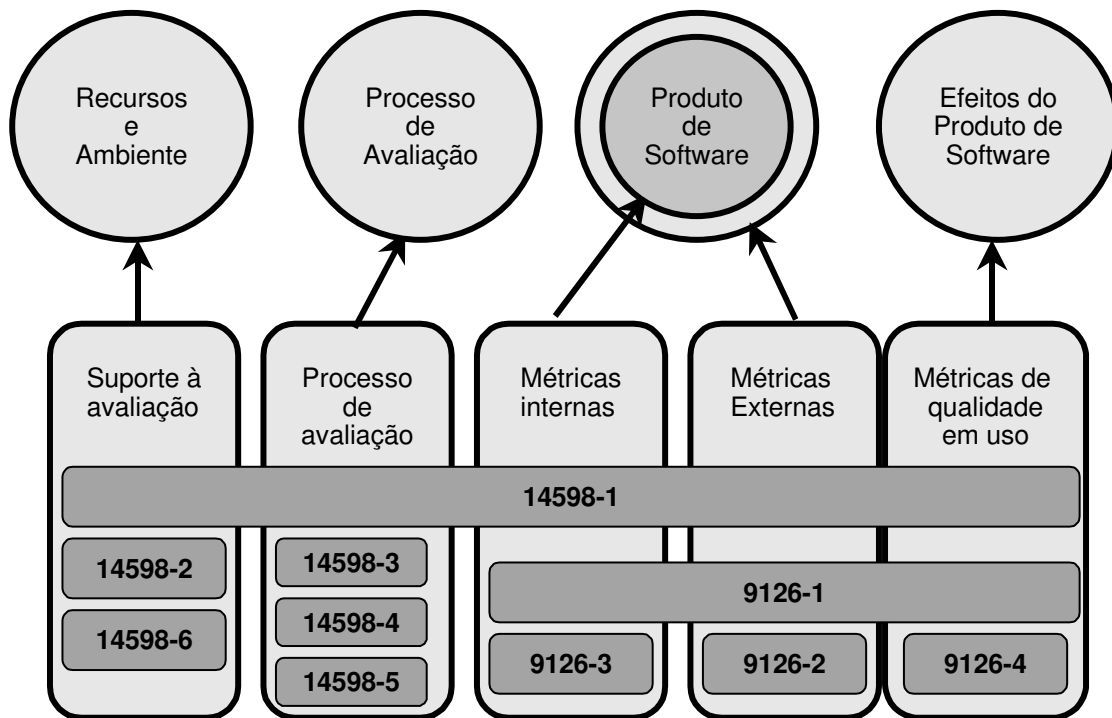 Recursos
e
Ambiente
Processo
de
Avaliação
Produto
de
Software
Efeitos do
Produto de
Software
Suporte à
avaliação
Processo
de
avaliação
Métricas
internas
Métricas
Externas
Métricas de
qualidade
em uso
14598-1
14598-2
14598-6
14598-3
14598-4
14598-5
9126-1
9126-3
9126-2
9126-4